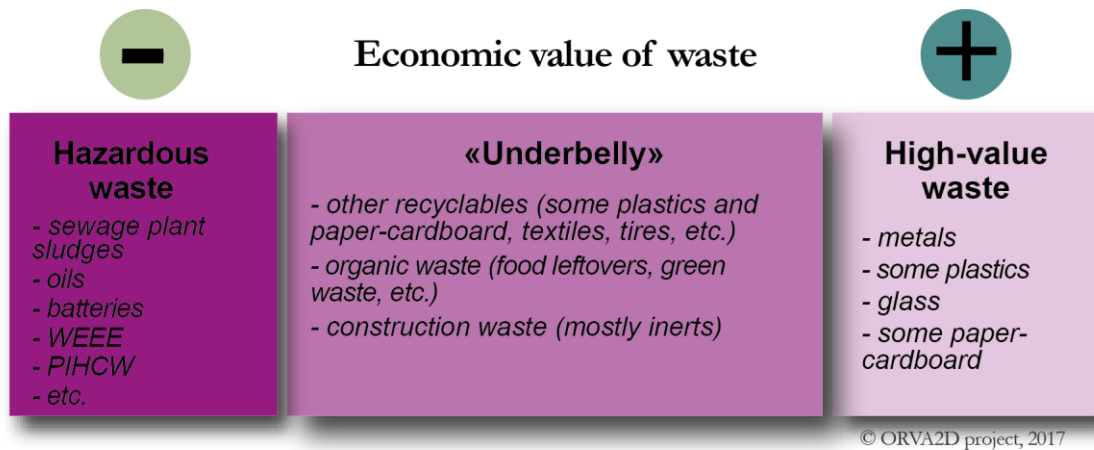 Economic value of waste
Hazardous
waste
- sewage plant
sludges
- oils
- batteries
- WEEE
- PIHCW
- etc.
«Underbelly»
- other recyclables (some plastics and
paper-cardboard, textiles, tires, etc.)
- organic waste (food leftovers, green
waste, etc.)
- construction waste (mostly inerts)
High-value
waste
- metals
- some plastics
- glass
- some paper-
cardboard
© ORVA2D project, 2017